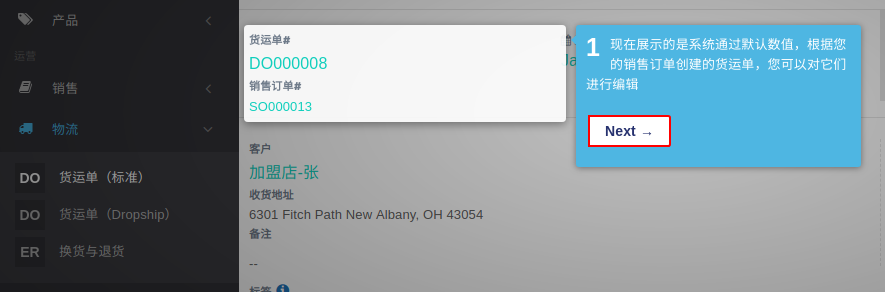 产品
运营
销售
物流
DO 货运单（标准）
DO 货运单（Dropship）
ER 换货与退货
货运单#
DO000008
销售订单#
SO000013
客户
加盟店-张
收货地址
6301 Fitch Path New Albany, OH 43054
备注
--
标签
1 现在展示的是系统通过默认数值，根据您
的销售订单创建的货运单，您可以对它们
进行编辑
Next →